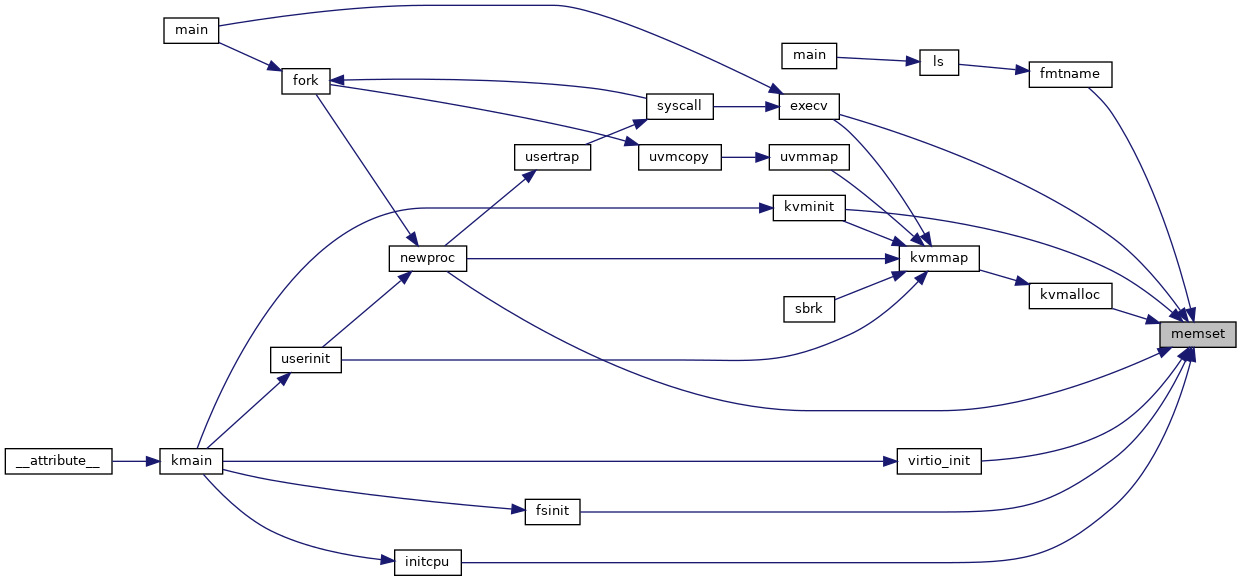 main
main
ls
fmtname
fork
syscall
execv
usertrap
uvmcopy
uvmmap
kvminit
newproc
kvmmap
kvmalloc
sbrk
memset
userinit
__attribute__
kmain
virtio_init
fsinit
initcpu